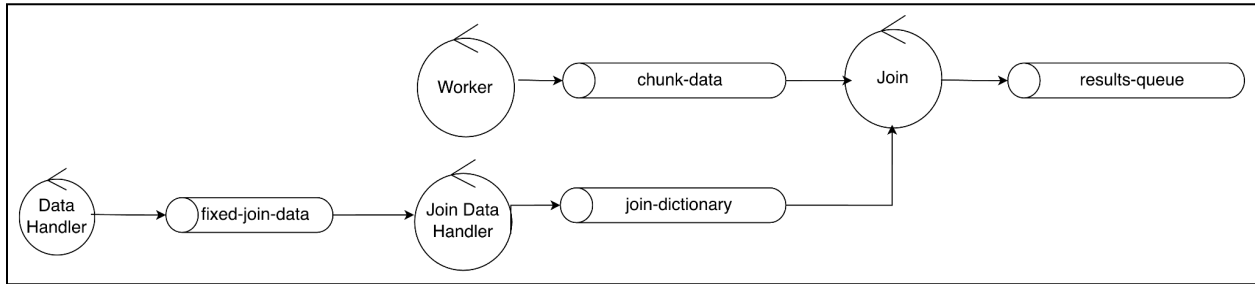 Worker
chunk-data
Join
results-queue
Data
Handler
fixed-join-data
Join Data
Handler
join-dictionary